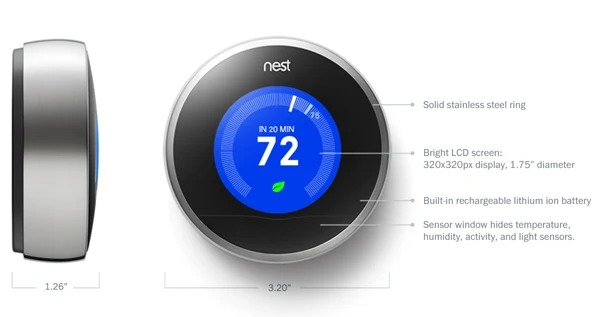 nest
75
IN 20 MIN
72
Solid stainless steel ring
Bright LCD screen:
320x320px display, 1.75" diameter
Built-in rechargeable lithium ion battery
Sensor window hides temperature,
humidity, activity, and light sensors.
1.26"
3.20"